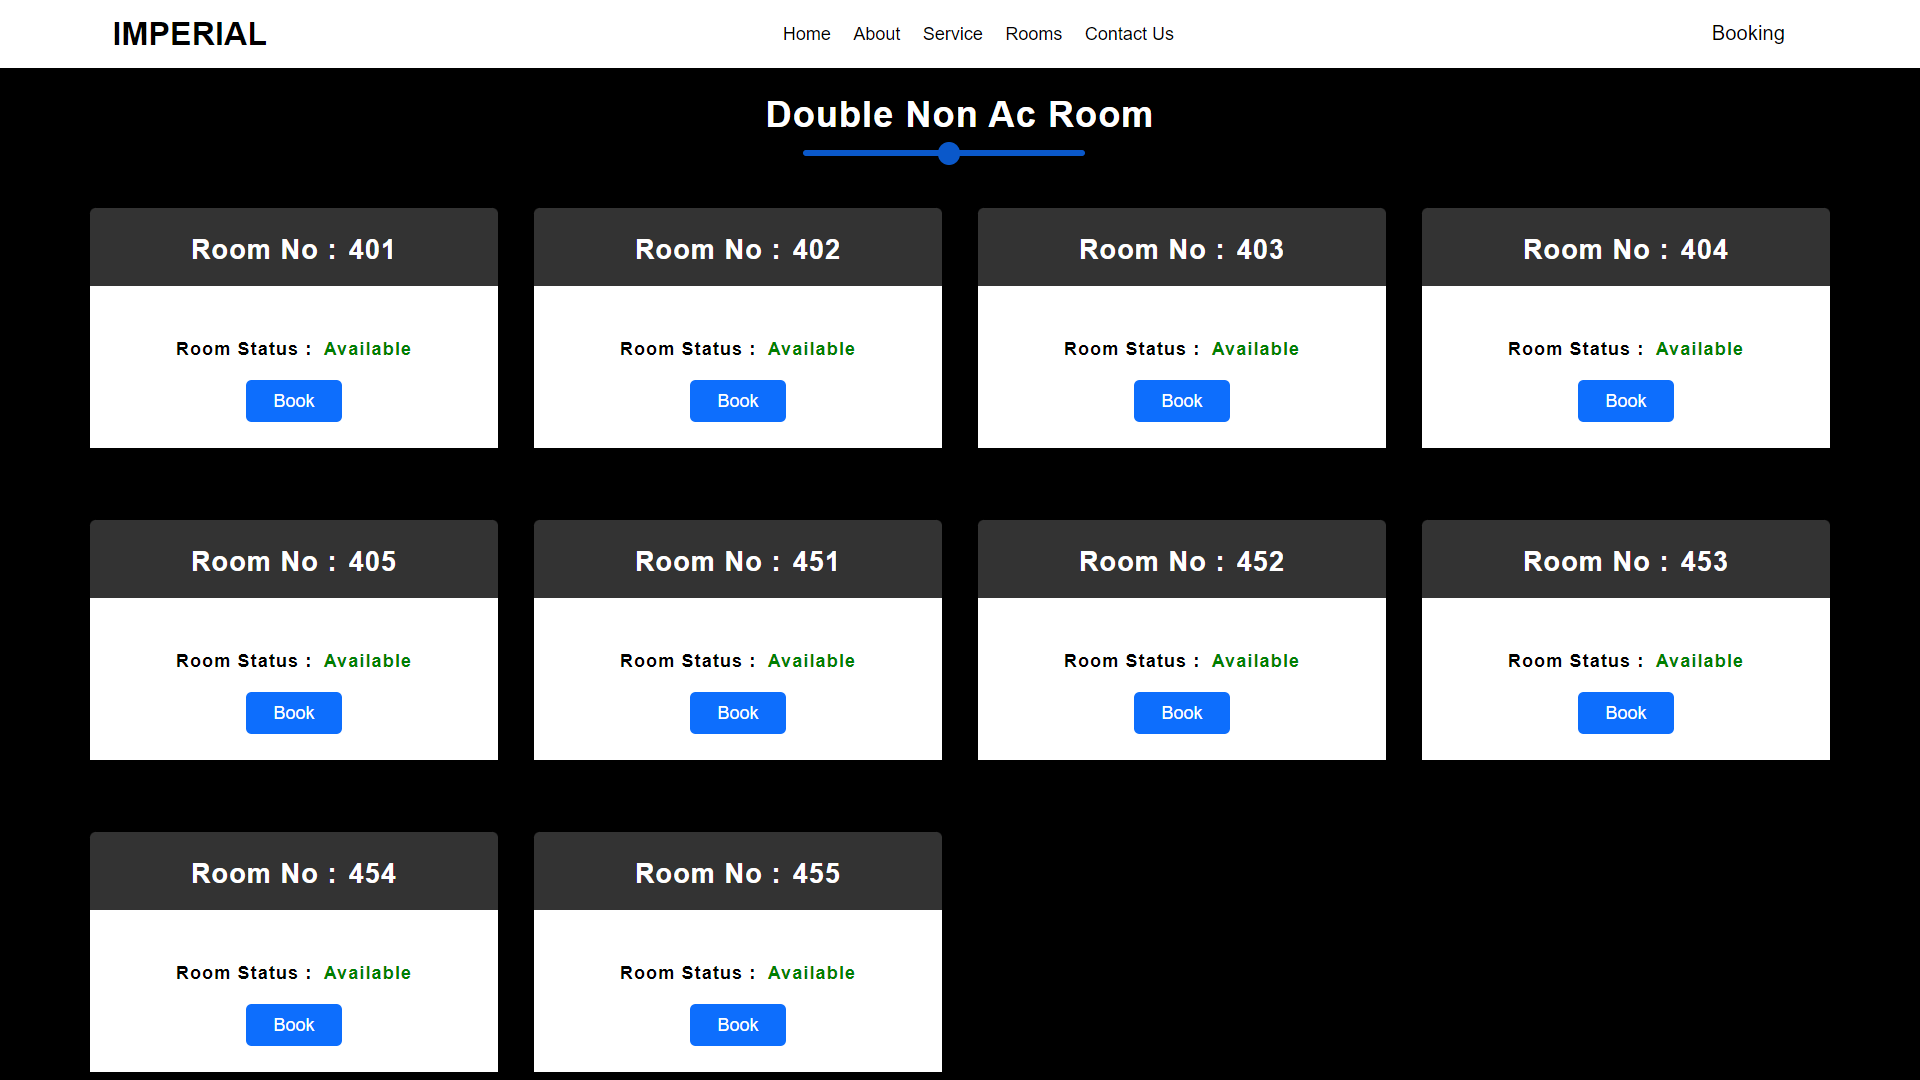 IMPERIAL Home About Service Rooms Contact Us Booking
Double Non Ac Room
Room No : 401
Room Status : Available
Book
Room No : 402
Room Status : Available
Book
Room No : 403
Room Status : Available
Book
Room No : 404
Room Status : Available
Book
Room No : 405
Room Status : Available
Book
Room No : 451
Room Status : Available
Book
Room No : 452
Room Status : Available
Book
Room No : 453
Room Status : Available
Book
Room No : 454
Room Status : Available
Book
Room No : 455
Room Status : Available
Book